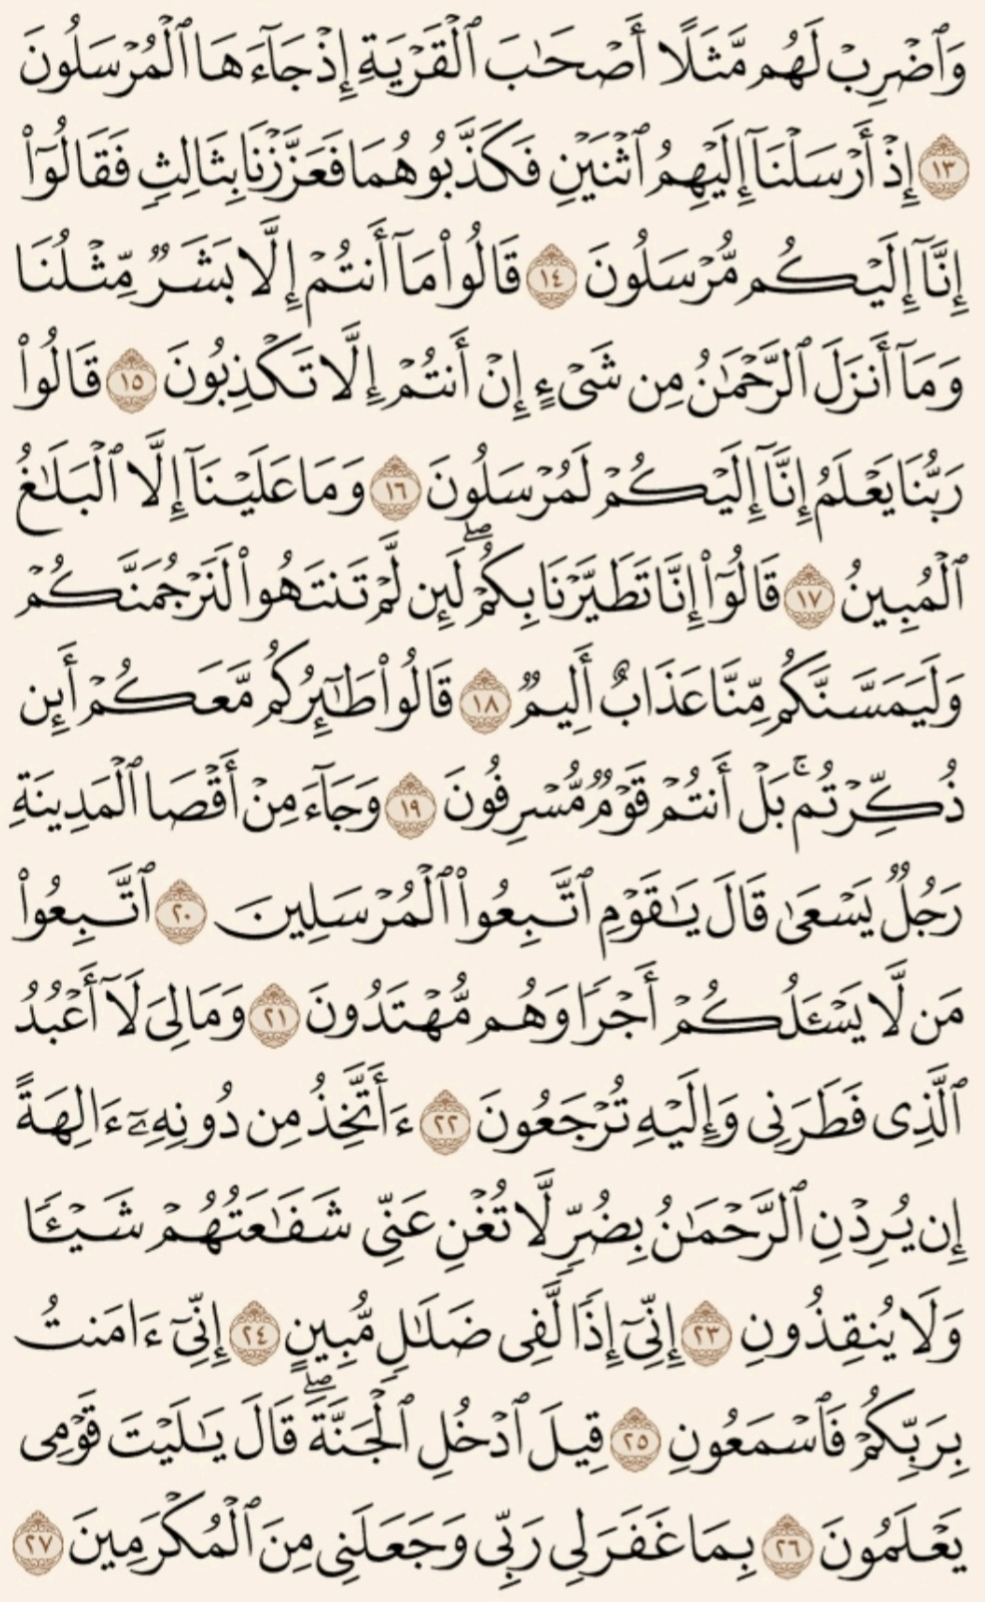 وَٱضۡرِبۡ لَهُم مَّثَلًا أَصۡحَٰبَ ٱلۡقَرۡيَةِ إِذۡ جَآءَهَا ٱلۡمُرۡسَلُونَ
١٣ إِذۡ أَرۡسَلۡنَآ إِلَيۡهِمُ ٱثۡنَيۡنِ فَكَذَّبُوهُمَا فَعَزَّزۡنَا بِثَالِثٖ فَقَالُوٓاْ
إِنَّآ إِلَيۡكُم مُّرۡسَلُونَ ١٤ قَالُواْ مَآ أَنتُمۡ إِلَّا بَشَرٞ مِّثۡلُنَا
وَمَآ أَنزَلَ ٱلرَّحۡمَٰنُ مِن شَيۡءٍ إِنۡ أَنتُمۡ إِلَّا تَكۡذِبُونَ ١٥ قَالُواْ
رَبُّنَا يَعۡلَمُ إِنَّآ إِلَيۡكُمۡ لَمُرۡسَلُونَ ١٦ وَمَا عَلَيۡنَآ إِلَّا ٱلۡبَلَٰغُ
ٱلۡمُبِينُ ١٧ قَالُوٓاْ إِنَّا تَطَيَّرۡنَا بِكُمۡۖ لَئِن لَّمۡ تَنتَهُواْ لَنَرۡجُمَنَّكُمۡ
وَلَيَمَسَّنَّكُم مِّنَّا عَذَابٌ أَلِيمٞ ١٨ قَالُواْ طَٰٓئِرُكُم مَّعَكُمۡ أَئِن
ذُكِّرۡتُمۚ بَلۡ أَنتُمۡ قَوۡمٞ مُّسۡرِفُونَ ١٩ وَجَآءَ مِنۡ أَقۡصَا ٱلۡمَدِينَةِ
رَجُلٞ يَسۡعَىٰ قَالَ يَٰقَوۡمِ ٱتَّبِعُواْ ٱلۡمُرۡسَلِينَ ٢٠ ٱتَّبِعُواْ
مَن لَّا يَسۡـَٔلُكُمۡ أَجۡرٗا وَهُم مُّهۡتَدُونَ ٢١ وَمَالِيَ لَآ أَعۡبُدُ
ٱلَّذِي فَطَرَنِي وَإِلَيۡهِ تُرۡجَعُونَ ٢٢ ءَأَتَّخِذُ مِن دُونِهِۦٓ ءَالِهَةً
إِن يُرِدۡنِ ٱلرَّحۡمَٰنُ بِضُرّٖ لَّا تُغۡنِ عَنِّي شَفَٰعَتُهُمۡ شَيۡـٔٗا
وَلَا يُنقِذُونِ ٢٣ إِنِّيٓ إِذٗا لَّفِي ضَلَٰلٖ مُّبِينٍ ٢٤ إِنِّيٓ ءَامَنتُ
بِرَبِّكُمۡ فَٱسۡمَعُونِ ٢٥ قِيلَ ٱدۡخُلِ ٱلۡجَنَّةَۖ قَالَ يَٰلَيۡتَ قَوۡمِي
يَعۡلَمُونَ ٢٦ بِمَا غَفَرَ لِي رَبِّي وَجَعَلَنِي مِنَ ٱلۡمُكۡرَمِينَ ٢٧